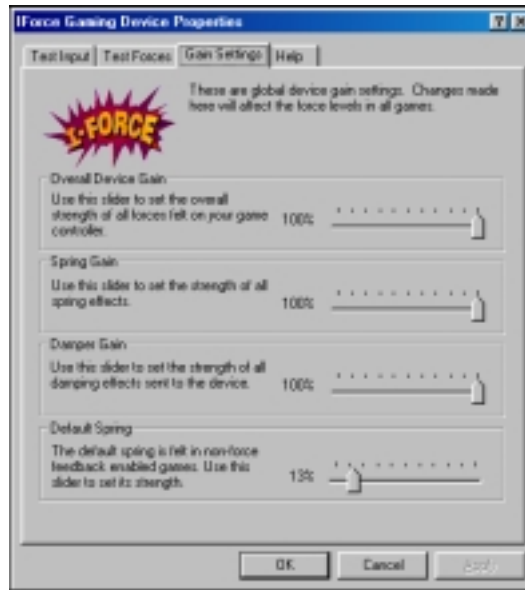 IForce Gaming Device Properties
Test Input Test Forces Gain Settings Help
I-FORCE
These are global device gain settings. Changes made
here will affect the force levels in all games.
Overall Device Gain
Use this slider to set the overall
strength of all forces felt on your game
controller.
100%
Spring Gain
Use this slider to set the strength of all
spring effects.
100%
Damper Gain
Use this slider to set the strength of all
damping effects sent to the device.
100%
Default Spring
The default spring is felt in non-force
feedback enabled games. Use this
slider to set its strength.
13%
OK Cancel Apply